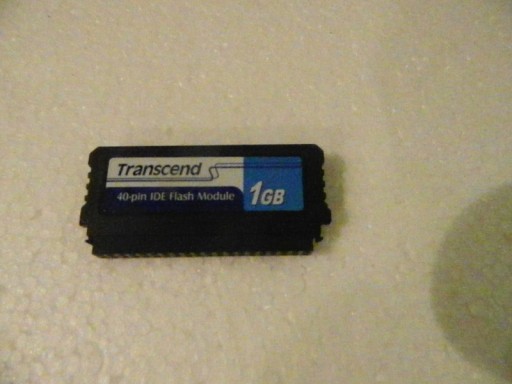 Transcend
40-pin IDE Flash Module
1GB